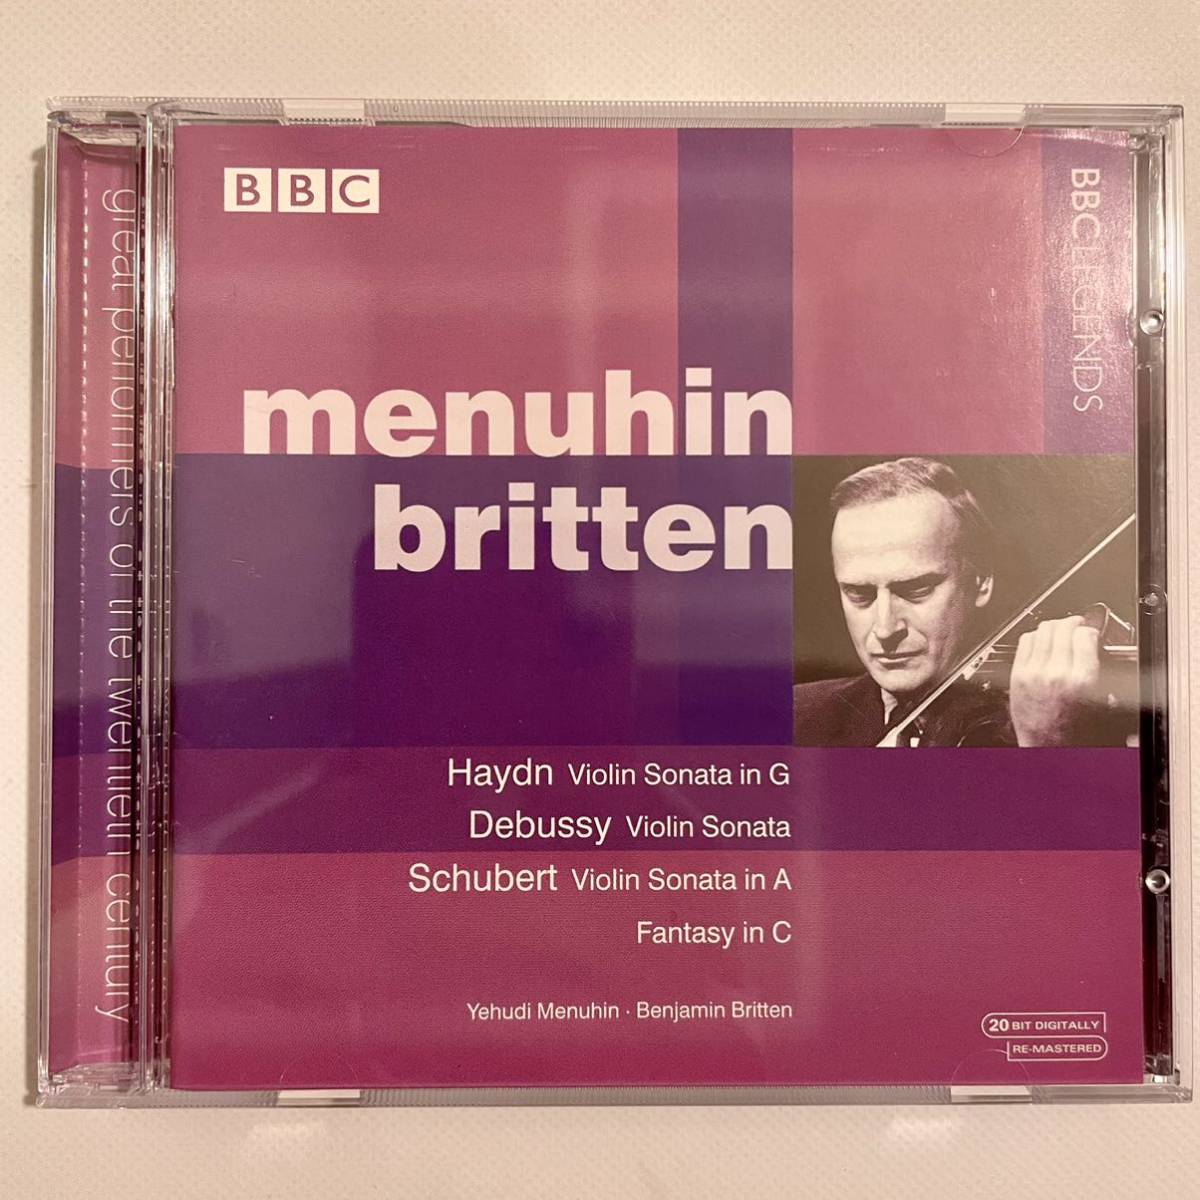 great performers of the twentieth century
BBC
BBC LEGENDS
menuhin
britten
Haydn Violin Sonata in G
Debussy Violin Sonata
Schubert Violin Sonata in A
Fantasy in C
Yehudi Menuhin · Benjamin Britten
20 BIT DIGITALLY
RE-MASTERED